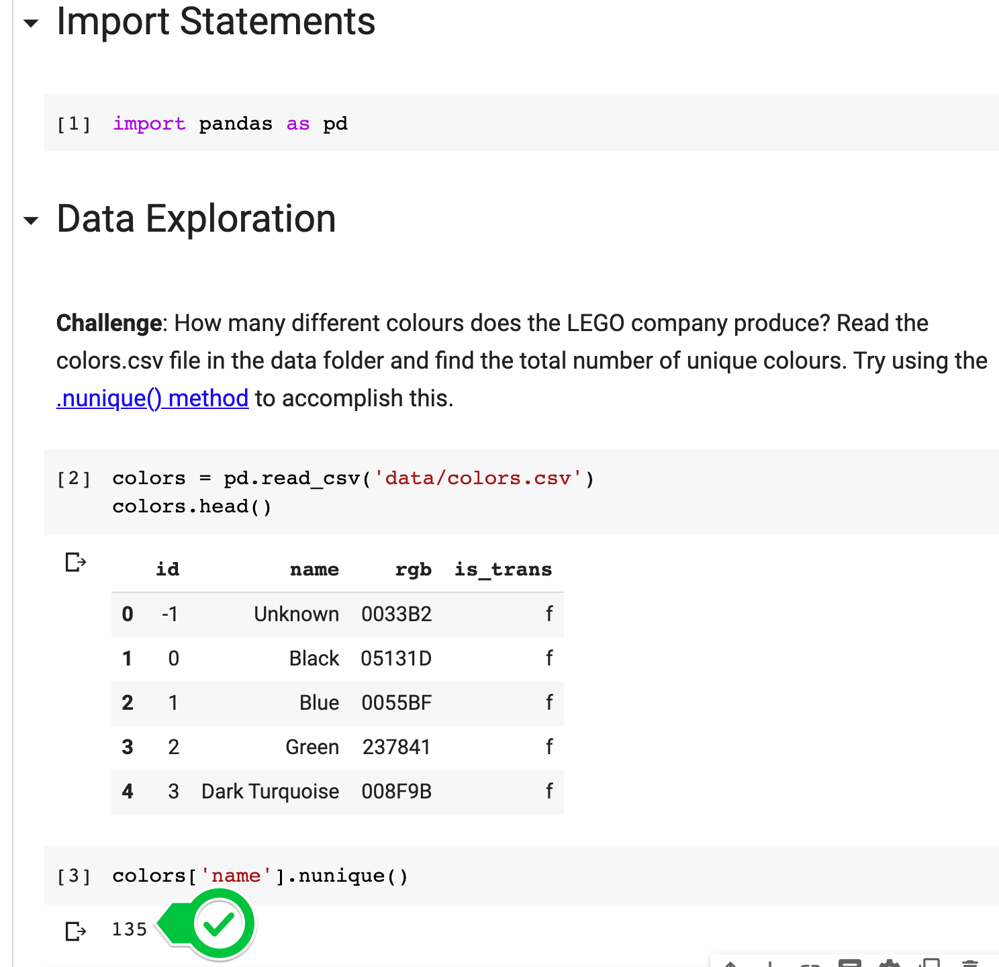 Import Statements
[1] import pandas as pd
Data Exploration
Challenge: How many different colours does the LEGO company produce? Read the
colors.csv file in the data folder and find the total number of unique colours. Try using the
.nunique() method to accomplish this.
[2] colors = pd.read_csv('data/colors.csv')
colors.head()
id name rgb is_trans
0 -1 Unknown 0033B2 f
1 0 Black 05131D f
2 1 Blue 0055BF f
3 2 Green 237841 f
4 3 Dark Turquoise 008F9B f
[3] colors['name'].nunique()
135